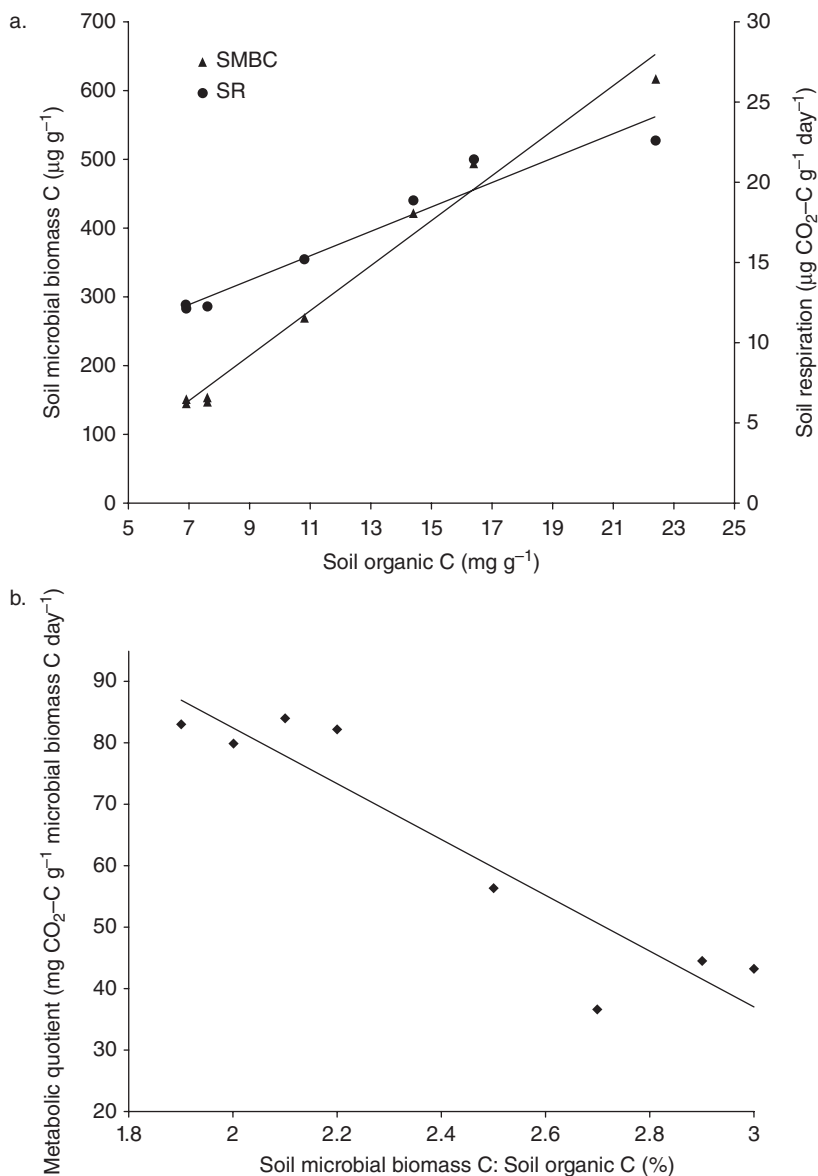 a.
700
600
500
400
300
200
100
0
Soil microbial biomass C (µg g⁻¹)
▲ SMBC
● SR
30
25
20
15
10
5
0
Soil respiration (µg CO₂–C g⁻¹ day⁻¹)
5 7 9 11 13 15 17 19 21 23 25
Soil organic C (mg g⁻¹)
b.
Metabolic quotient (mg CO₂–C g⁻¹ microbial biomass C day⁻¹)
90
80
70
60
50
40
30
20
1.8 2 2.2 2.4 2.6 2.8 3
Soil microbial biomass C: Soil organic C (%)